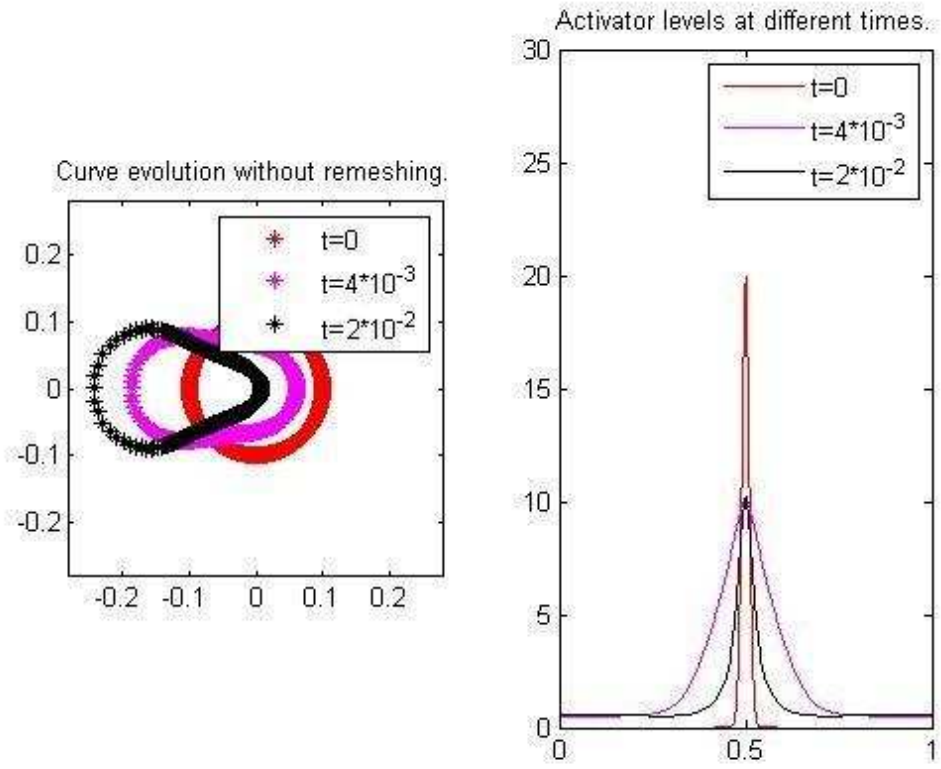 Curve evolution without remeshing.
t=0
t=4*10⁻³
t=2*10⁻²
0.2
0.1
0
-0.1
-0.2
-0.2 -0.1 0 0.1 0.2
Activator levels at different times.
t=0
t=4*10⁻³
t=2*10⁻²
30
25
20
15
10
5
0
0 0.5 1